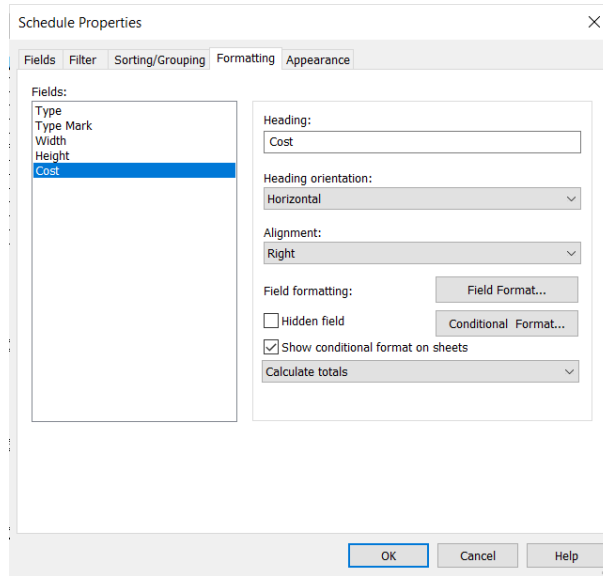 Schedule Properties
Fields Filter Sorting/Grouping Formatting Appearance
Fields:
Type
Type Mark
Width
Height
Cost
Heading:
Cost
Heading orientation:
Horizontal
Alignment:
Right
Field formatting: Field Format...
Hidden field Conditional Format...
Show conditional format on sheets
Calculate totals
OK Cancel Help